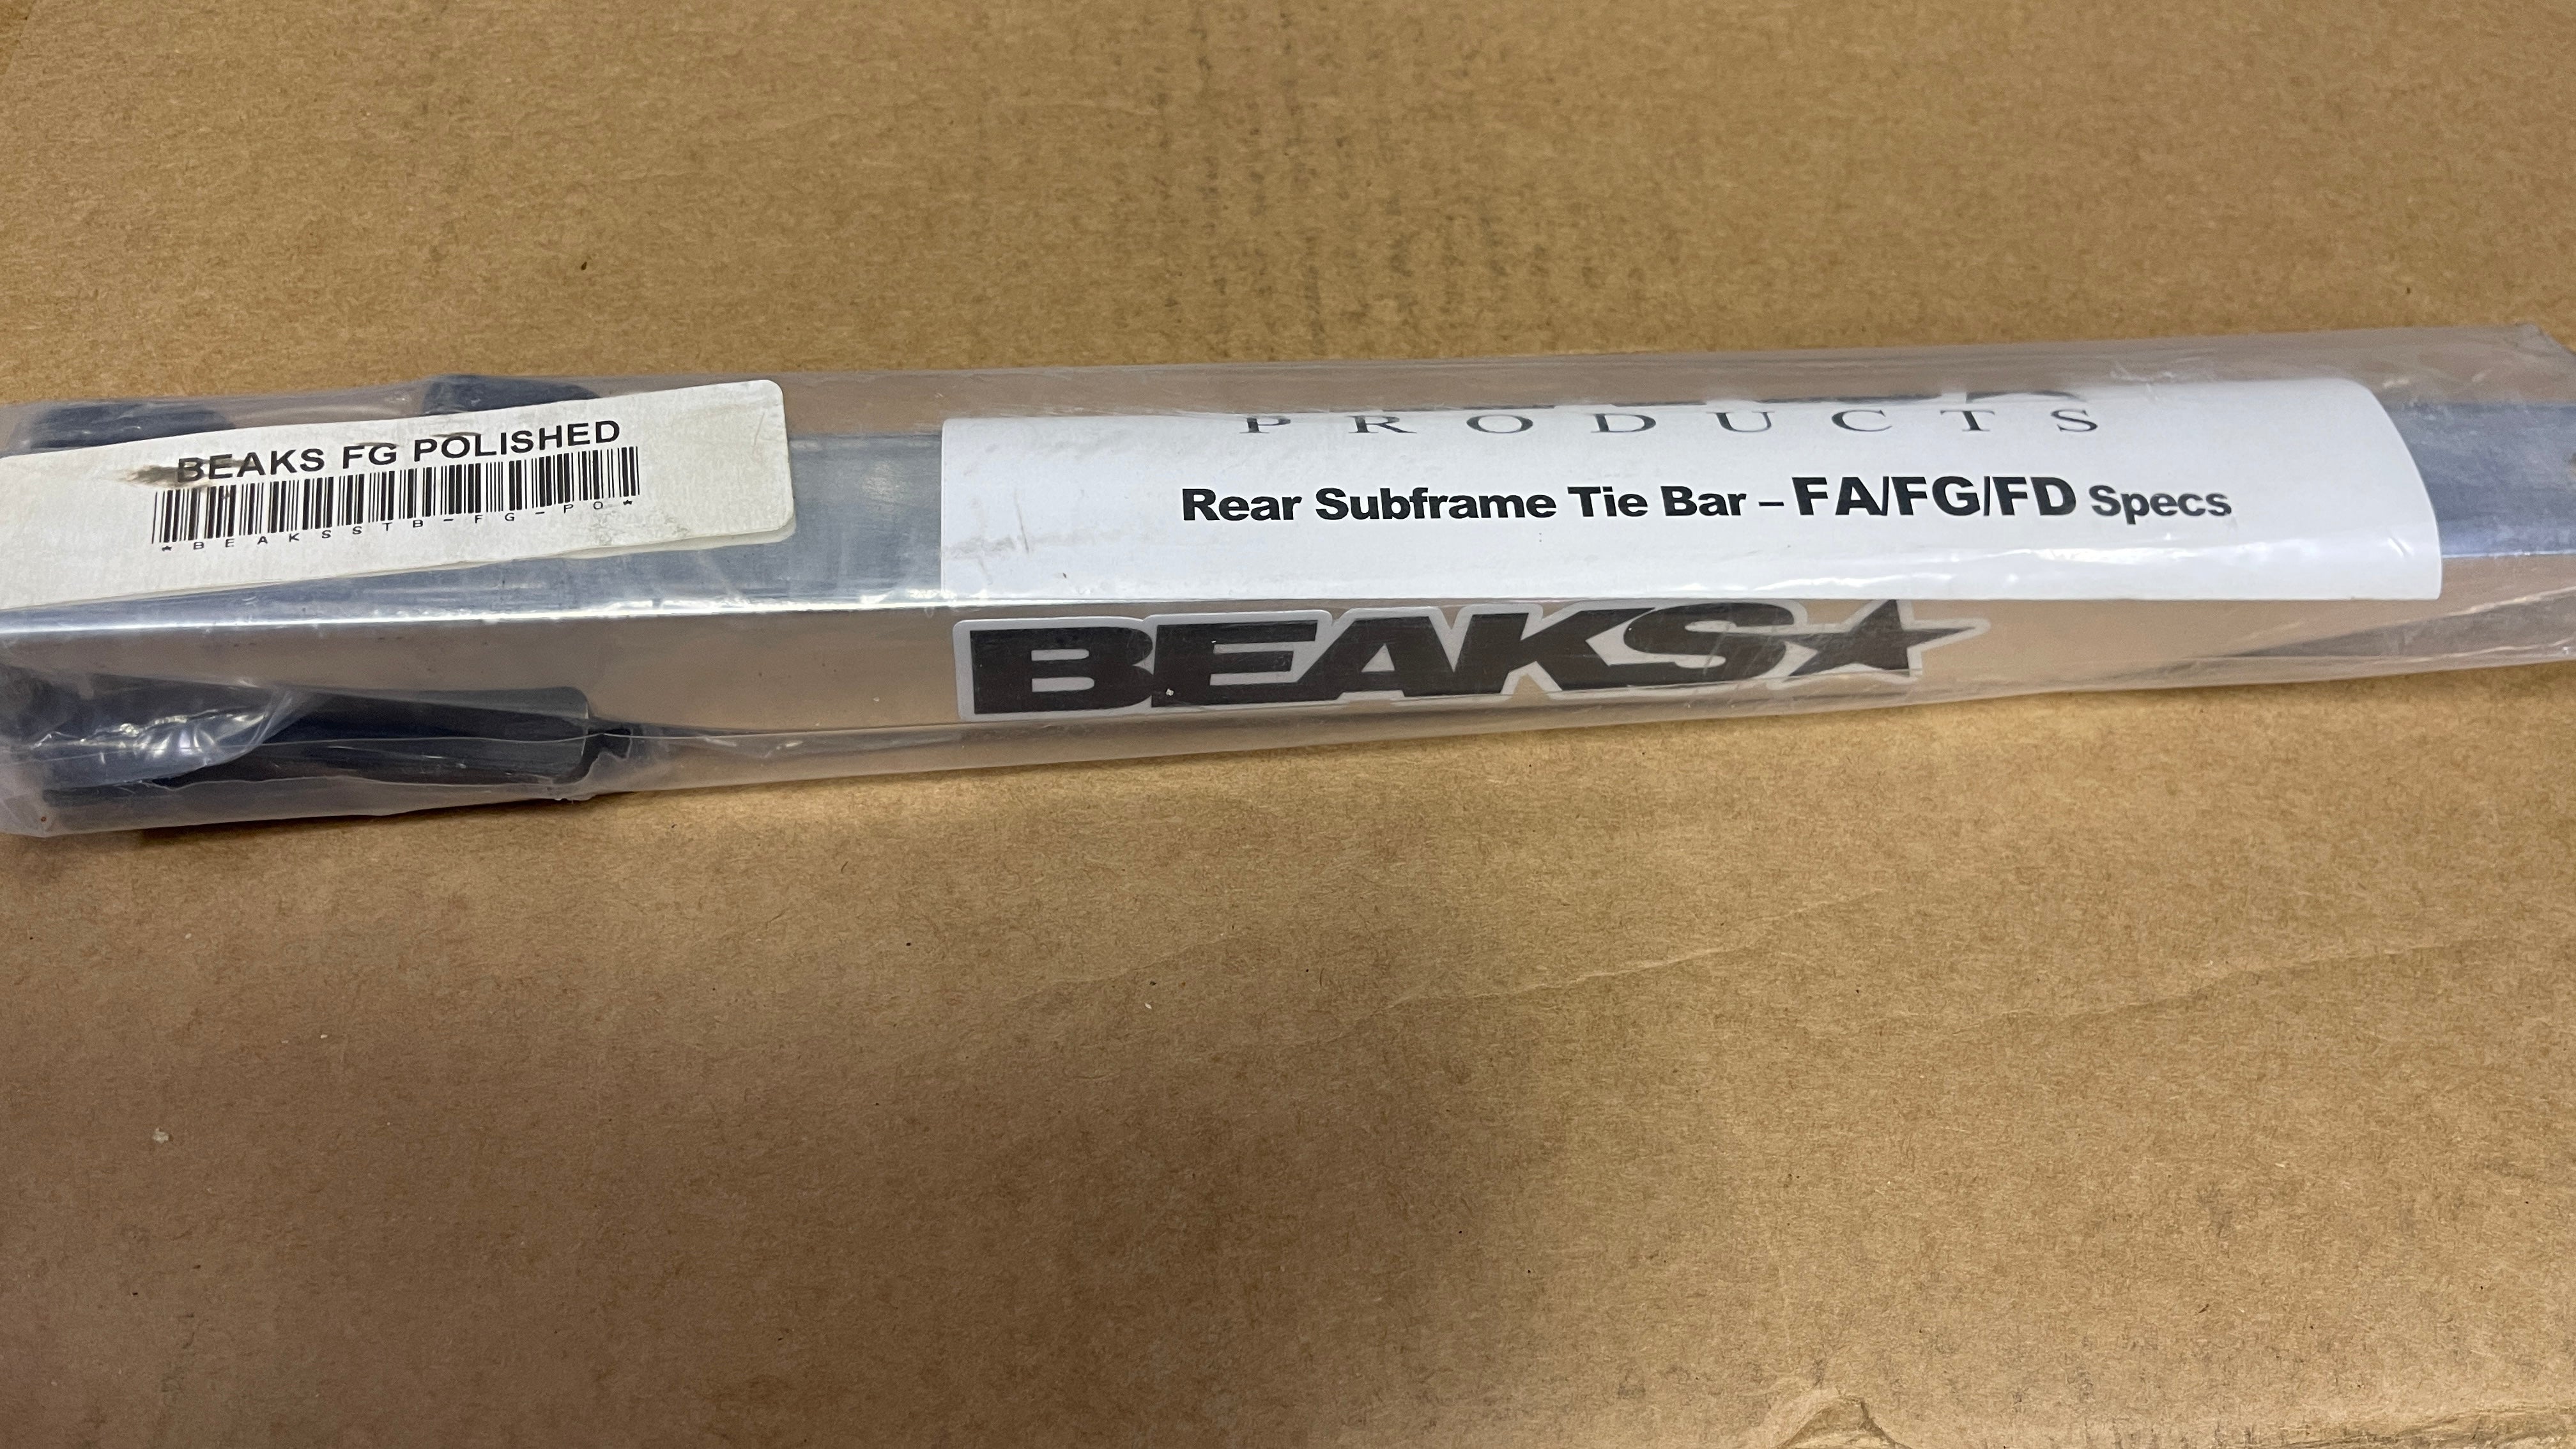 BEAKS FG POLISHED
*BEAKSSTB-FG-PO*
PRODUCTS
Rear Subframe Tie Bar – FA/FG/FD Specs
BEAKS